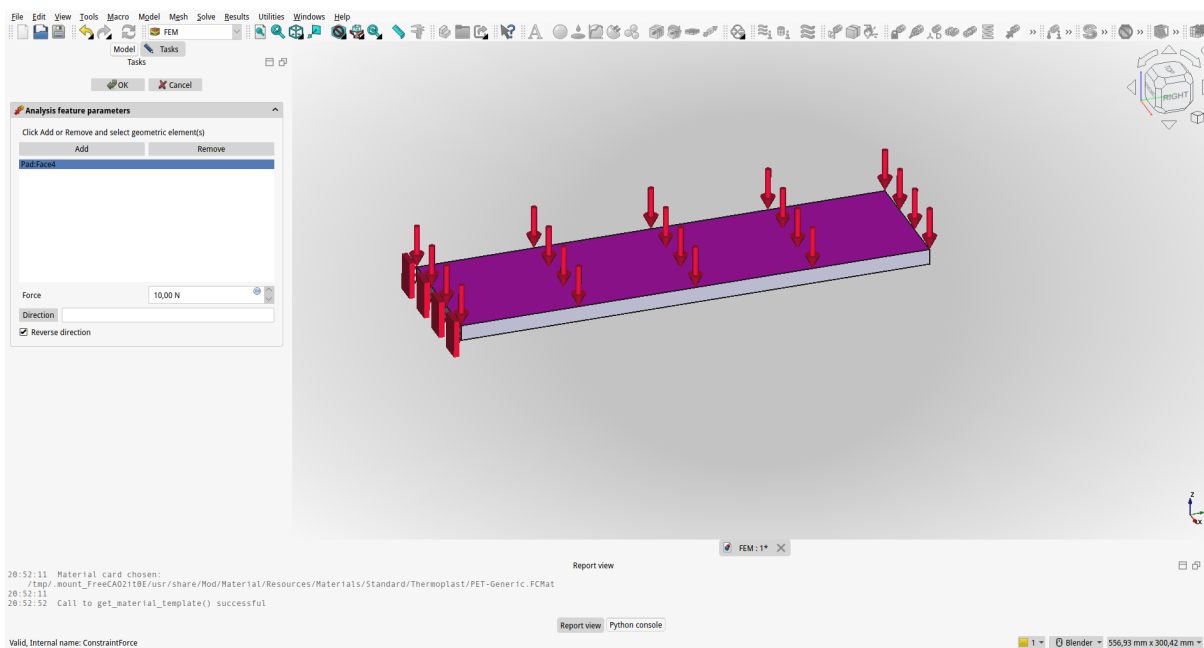 File Edit View Tools Macro Model Mesh Solve Results Utilities Windows Help
FEM
Model Tasks
Tasks
OK Cancel
Analysis feature parameters
Click Add or Remove and select geometric element(s)
Add Remove
Pad:Face4
Force 10,00 N
Direction
Reverse direction
RIGHT
z
x
FEM : 1*
Report view
20:52:11 Material card chosen:
/tmp/.mount_FreeCAO21tBE/usr/share/Mod/Material/Resources/Materials/Standard/Thermoplast/PET-Generic.FCMat
20:52:11
20:52:52 Call to get_material_template() successful
Report view Python console
Valid, Internal name: ConstraintForce
1 Blender 556,93 mm x 300,42 mm